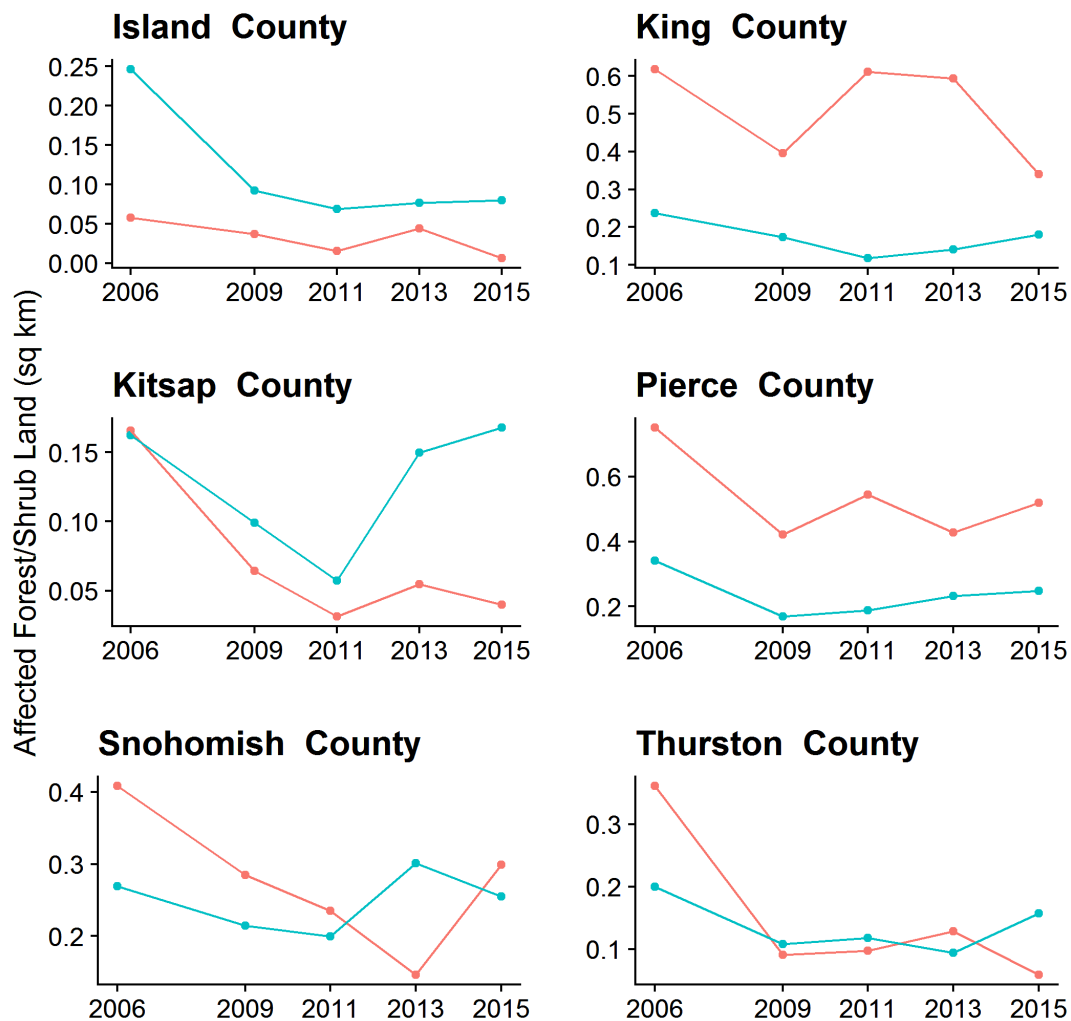 Affected Forest/Shrub Land (sq km)
Island County
0.25
0.20
0.15
0.10
0.05
0.00
2006 2009 2011 2013 2015
King County
0.6
0.5
0.4
0.3
0.2
0.1
2006 2009 2011 2013 2015
Kitsap County
0.15
0.10
0.05
2006 2009 2011 2013 2015
Pierce County
0.6
0.4
0.2
2006 2009 2011 2013 2015
Snohomish County
0.4
0.3
0.2
2006 2009 2011 2013 2015
Thurston County
0.3
0.2
0.1
2006 2009 2011 2013 2015